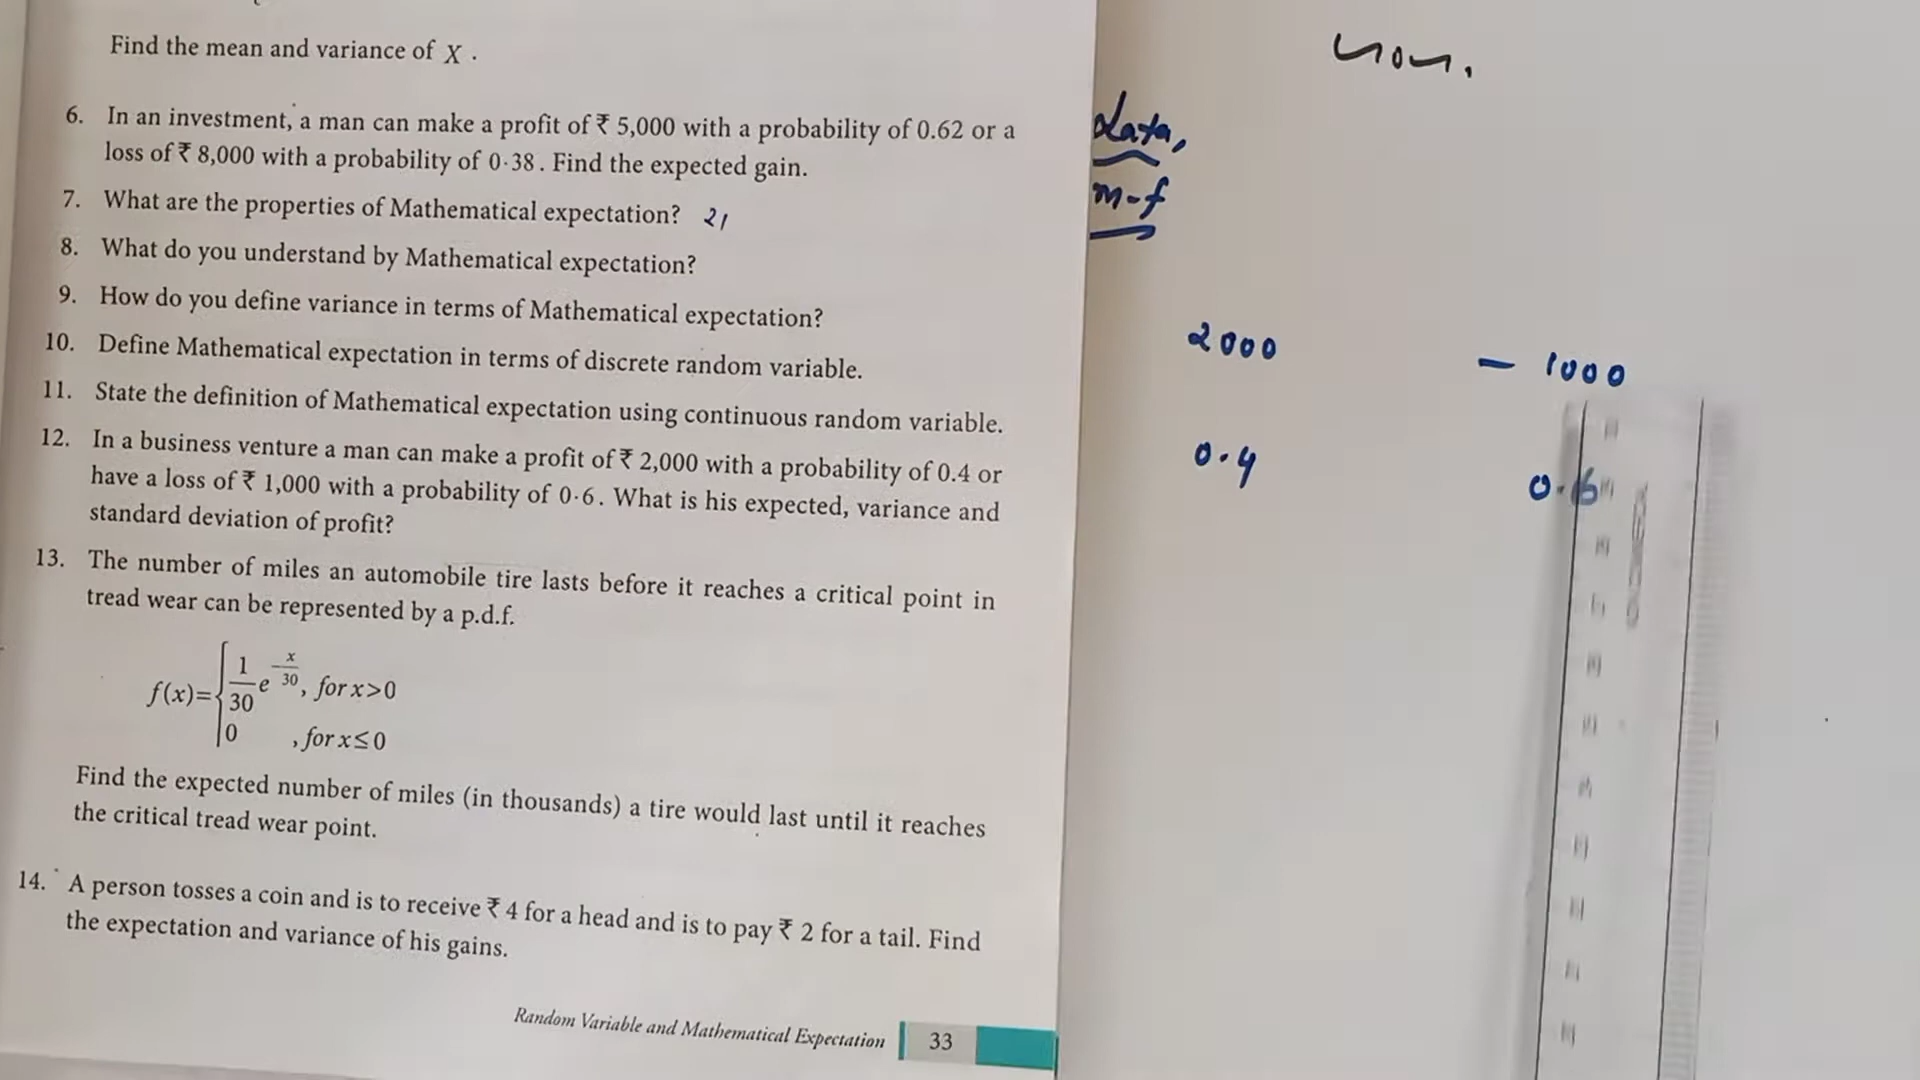 Find the mean and variance of X .
6. In an investment, a man can make a profit of ₹ 5,000 with a probability of 0.62 or a
loss of ₹ 8,000 with a probability of 0·38 . Find the expected gain.
7. What are the properties of Mathematical expectation? 21
8. What do you understand by Mathematical expectation?
9. How do you define variance in terms of Mathematical expectation?
10. Define Mathematical expectation in terms of discrete random variable.
11. State the definition of Mathematical expectation using continuous random variable.
12. In a business venture a man can make a profit of ₹ 2,000 with a probability of 0.4 or
have a loss of ₹ 1,000 with a probability of 0·6 . What is his expected, variance and
standard deviation of profit?
13. The number of miles an automobile tire lasts before it reaches a critical point in
tread wear can be represented by a p.d.f.
f(x)={ 1/30 e^(-x/30), for x>0
0 , for x≤0
Find the expected number of miles (in thousands) a tire would last until it reaches
the critical tread wear point.
14. A person tosses a coin and is to receive ₹ 4 for a head and is to pay ₹ 2 for a tail. Find
the expectation and variance of his gains.
Random Variable and Mathematical Expectation 33
data,
m-f
2000 - 1000
0.4 0.6